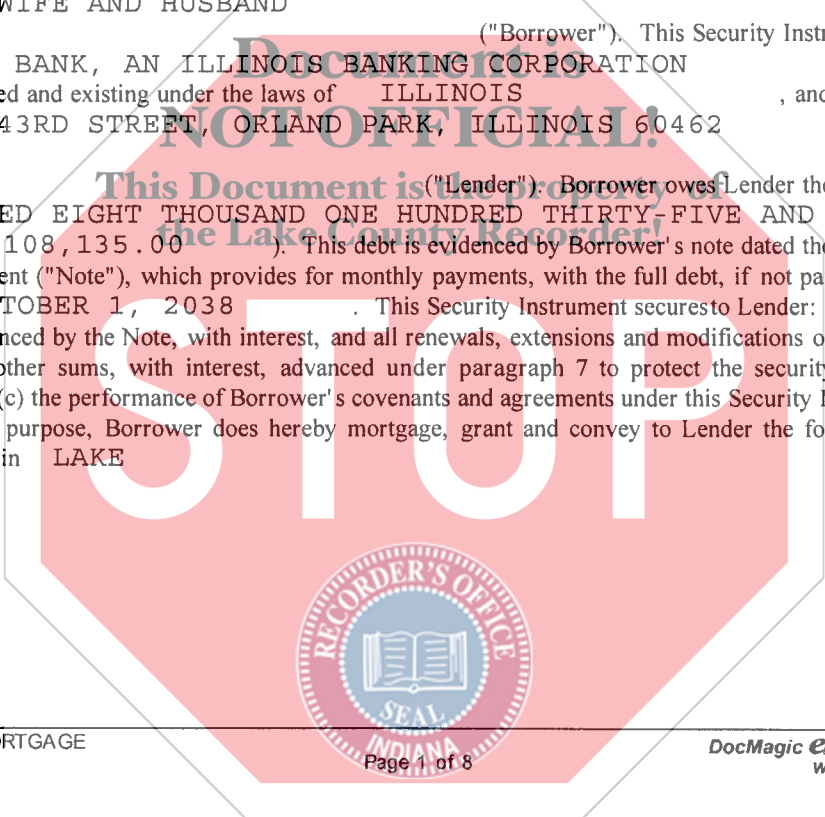 WIFE AND HUSBAND
("Borrower"). This Security Instr
Document is
BANK, AN ILLINOIS BANKING CORPORATION
ed and existing under the laws of ILLINOIS , and
NOT OFFICIAL!
43RD STREET, ORLAND PARK, ILLINOIS 60462
This Document is the property of
("Lender"). Borrower owes Lender the
ED EIGHT THOUSAND ONE HUNDRED THIRTY-FIVE AND
the Lake County Recorder!
108,135.00 ). This debt is evidenced by Borrower's note dated the
ent ("Note"), which provides for monthly payments, with the full debt, if not pa
TOBER 1, 2038 . This Security Instrument secures to Lender:
nced by the Note, with interest, and all renewals, extensions and modifications o
other sums, with interest, advanced under paragraph 7 to protect the security
(c) the performance of Borrower's covenants and agreements under this Security
purpose, Borrower does hereby mortgage, grant and convey to Lender the fo
in LAKE
STOP
RECORDER'S OFFICE
SEAL
INDIANA
RTGAGE
DocMagic
Page 1 of 8